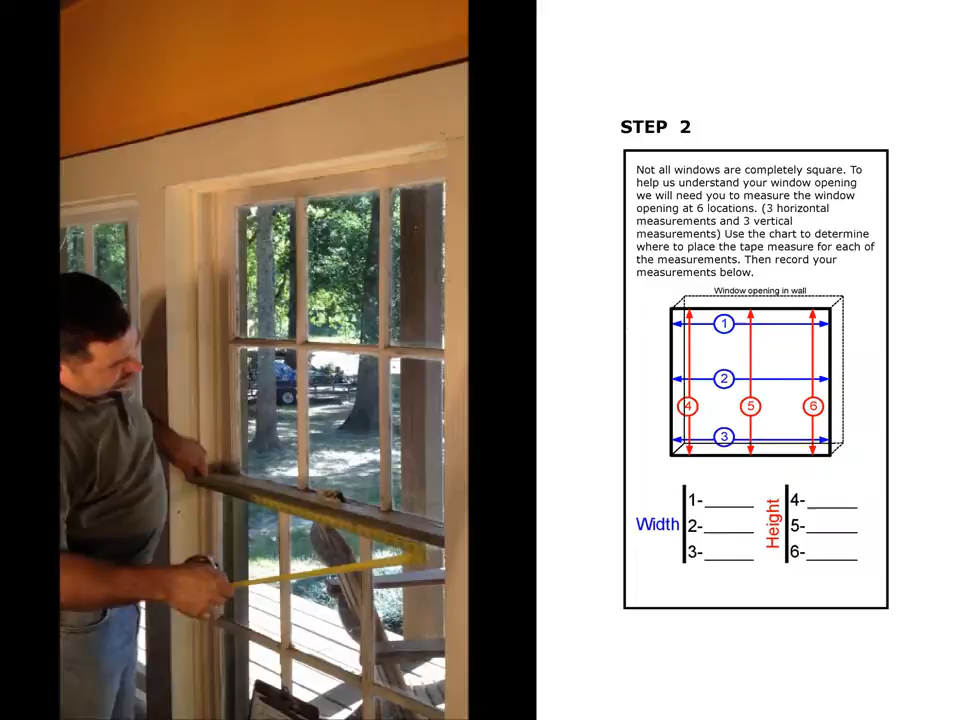 STEP 2
Not all windows are completely square. To
help us understand your window opening
we will need you to measure the window
opening at 6 locations. (3 horizontal
measurements and 3 vertical
measurements) Use the chart to determine
where to place the tape measure for each of
the measurements. Then record your
measurements below.
Window opening in wall
1
2
4 5 6
3
Width
1-
2-
3-
Height
4-
5-
6-